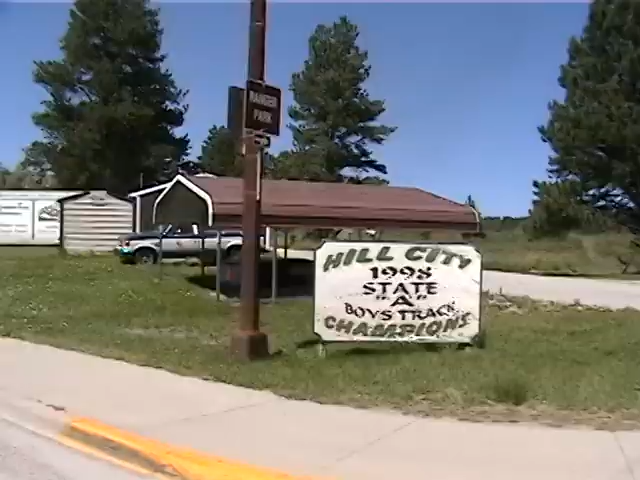 RANGER
PARK
HILL CITY
1998
STATE
"A"
BOYS TRACK
CHAMPIONS